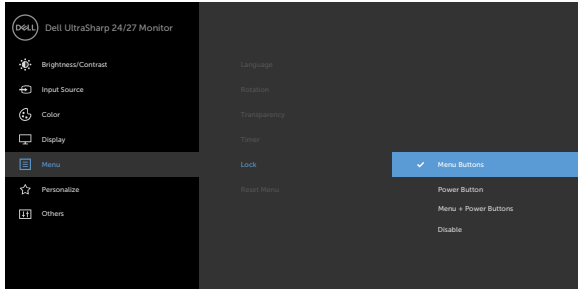 DELL
Dell UltraSharp 24/27 Monitor
Brightness/Contrast
Input Source
Color
Display
Menu
Personalize
Others
Language
Rotation
Transparency
Timer
Lock
Reset Menu
Menu Buttons
Power Button
Menu + Power Buttons
Disable